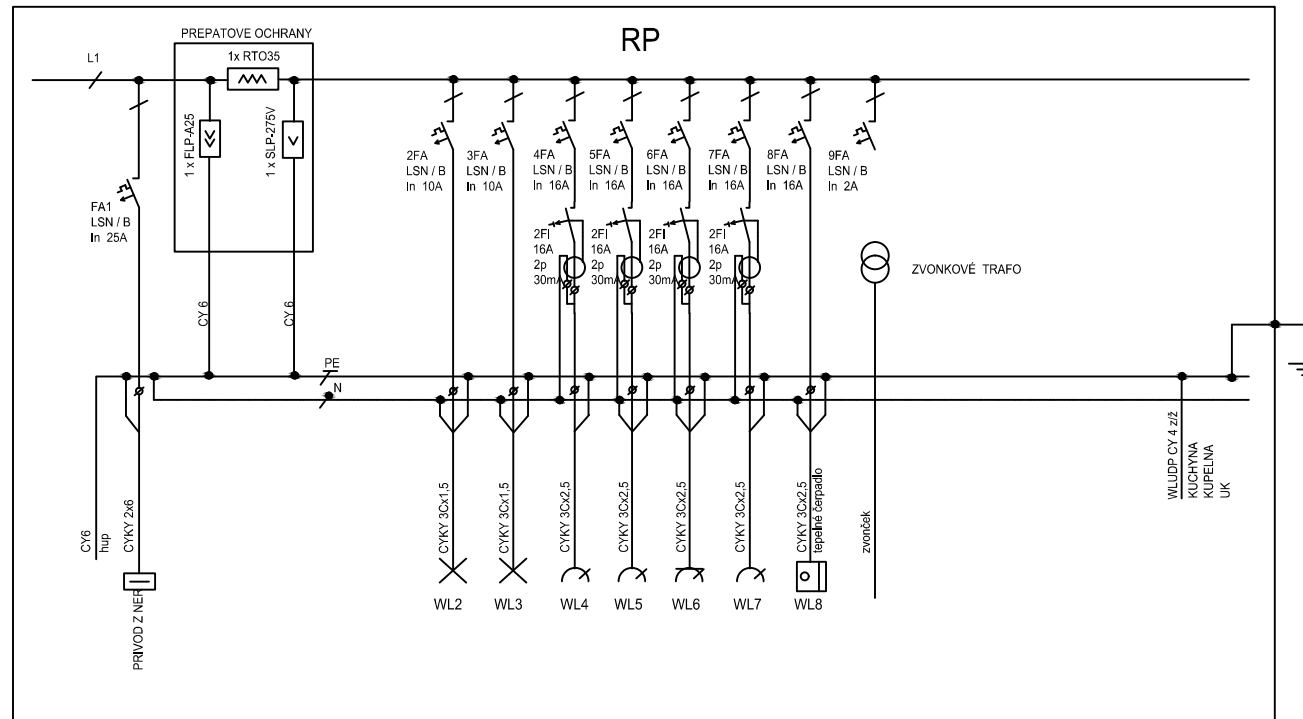 RP
PREPATOVE OCHRANY
L1
1x RTO35
1 x FLP-A25
1 x SLP-275V
FA1
LSN / B
In 25A
2FA
LSN / B
In 10A
3FA
LSN / B
In 10A
4FA
LSN / B
In 16A
5FA
LSN / B
In 16A
6FA
LSN / B
In 16A
7FA
LSN / B
In 16A
8FA
LSN / B
In 16A
9FA
LSN / B
In 2A
2FI
16A
2p
30mA
2FI
16A
2p
30mA
2FI
16A
2p
30mA
2FI
16A
2p
30mA
ZVONKOVÉ TRAFO
CY 6
CY 6
PE
N
CY6
hup
CYKY 2x6
PRIVOD Z NER
CYKY 3Cx1,5
CYKY 3Cx1,5
CYKY 3Cx2,5
CYKY 3Cx2,5
CYKY 3Cx2,5
CYKY 3Cx2,5
CYKY 3Cx2,5
tepelné čerpadlo
zvonček
WLUDP CY 4 z/ž
KUCHYNA
KUPELNA
UK
WL2
WL3
WL4
WL5
WL6
WL7
WL8